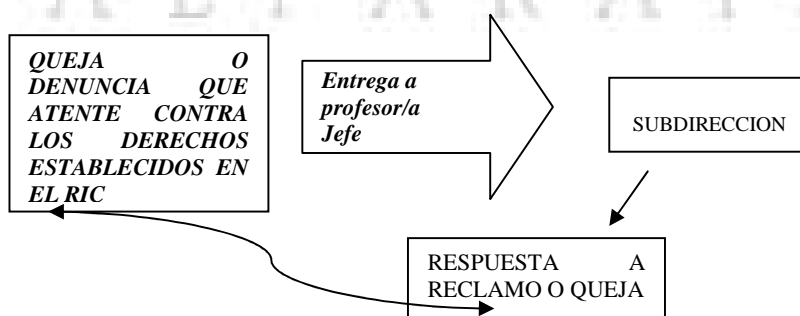 QUEJA O
DENUNCIA QUE
ATENTE CONTRA
LOS DERECHOS
ESTABLECIDOS EN
EL RIC
Entrega a
profesor/a
Jefe
SUBDIRECCION
RESPUESTA A
RECLAMO O QUEJA